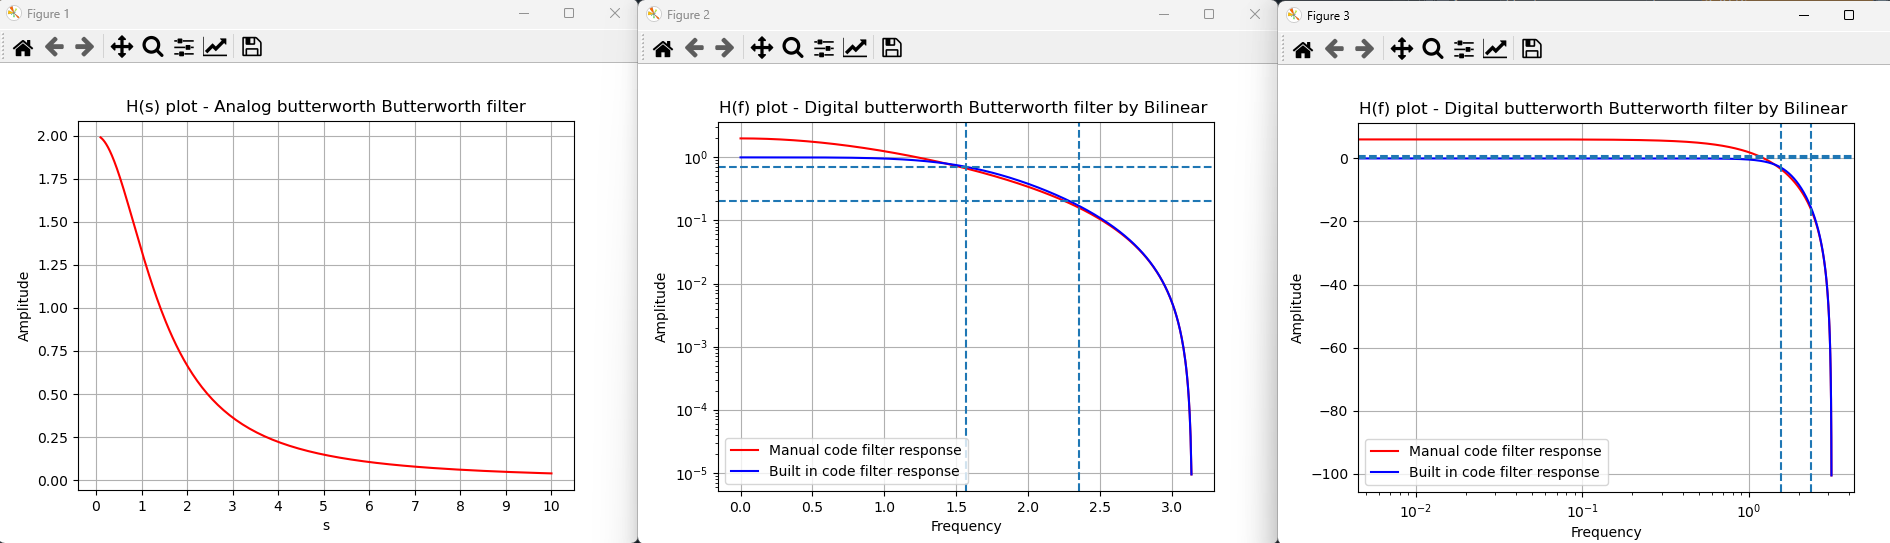 Figure 1
H(s) plot - Analog butterworth Butterworth filter
2.00
1.75
1.50
1.25
1.00
0.75
0.50
0.25
0.00
Amplitude
0 1 2 3 4 5 6 7 8 9 10
s
Figure 2
H(f) plot - Digital butterworth Butterworth filter by Bilinear
10⁰
10⁻¹
10⁻²
10⁻³
10⁻⁴
10⁻⁵
Amplitude
Manual code filter response
Built in code filter response
0.0 0.5 1.0 1.5 2.0 2.5 3.0
Frequency
Figure 3
H(f) plot - Digital butterworth Butterworth filter by Bilinear
0
−20
−40
−60
−80
−100
Amplitude
Manual code filter response
Built in code filter response
10⁻² 10⁻¹ 10⁰
Frequency